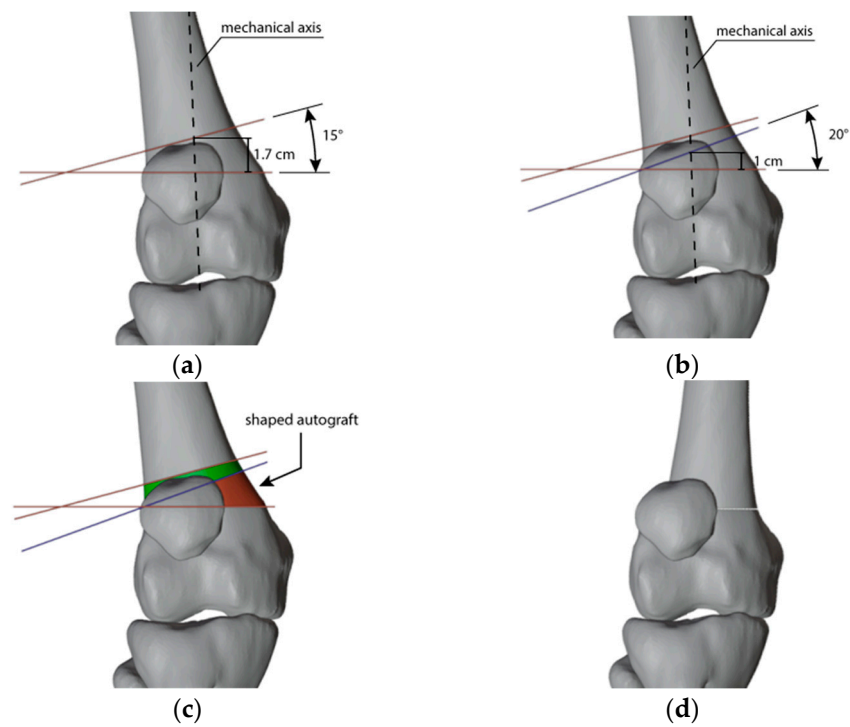 mechanical axis
15°
1.7 cm
(a)
mechanical axis
20°
1 cm
(b)
shaped autograft
(c)
(d)